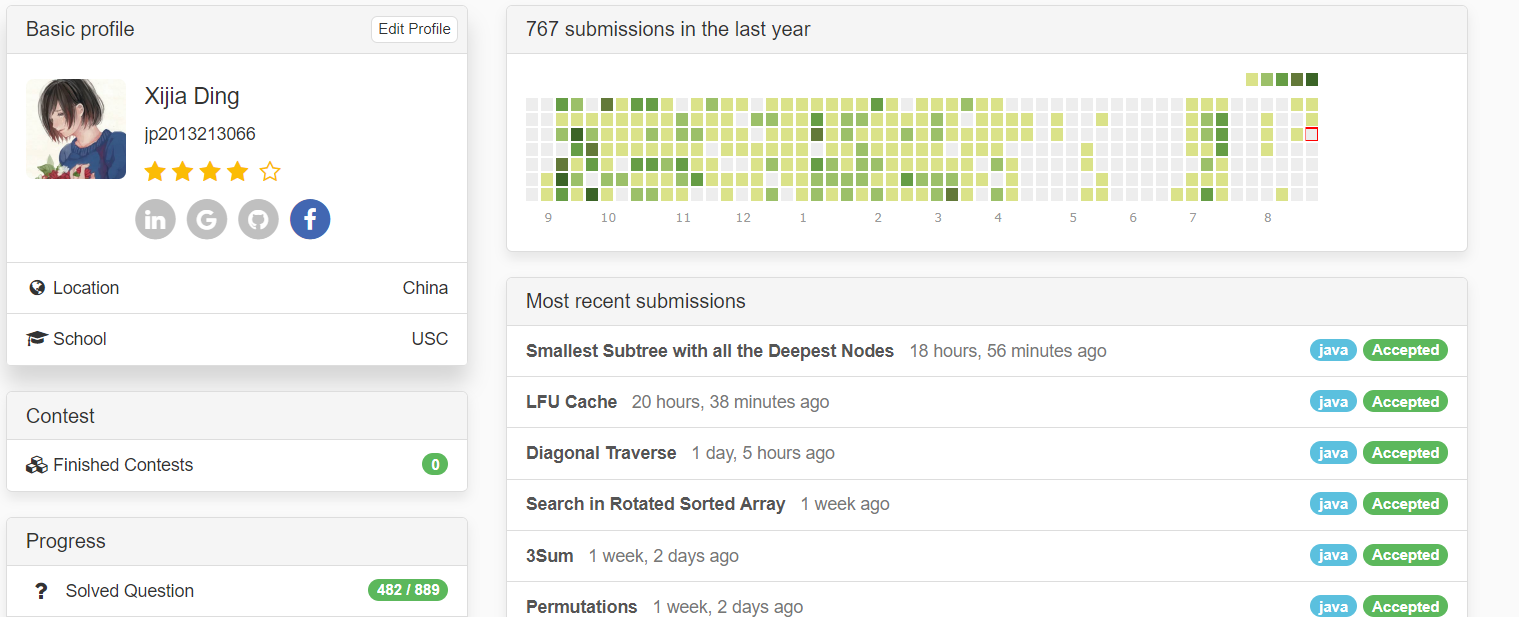 Basic profile
Edit Profile
Xijia Ding
jp2013213066
in
G
f
Location
China
School
USC
Contest
Finished Contests
0
Progress
? Solved Question
482 / 889
767 submissions in the last year
9 10 11 12 1 2 3 4 5 6 7 8
Most recent submissions
Smallest Subtree with all the Deepest Nodes 18 hours, 56 minutes ago java Accepted
LFU Cache 20 hours, 38 minutes ago java Accepted
Diagonal Traverse 1 day, 5 hours ago java Accepted
Search in Rotated Sorted Array 1 week ago java Accepted
3Sum 1 week, 2 days ago java Accepted
Permutations 1 week, 2 days ago java Accepted